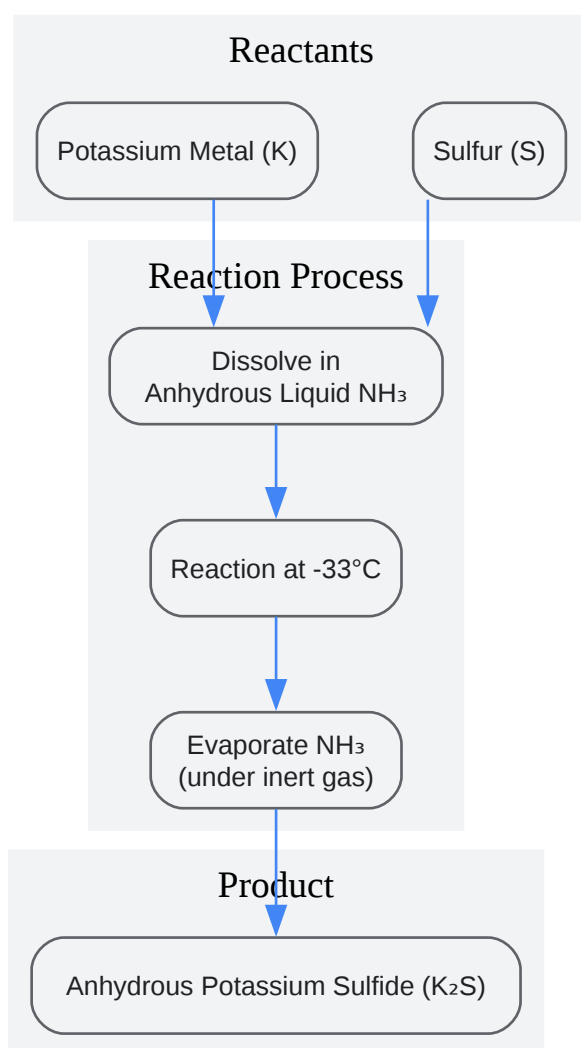 Reactants
Potassium Metal (K)
Sulfur (S)
Reaction Process
Dissolve in
Anhydrous Liquid NH₃
Reaction at -33°C
Evaporate NH₃
(under inert gas)
Product
Anhydrous Potassium Sulfide (K₂S)